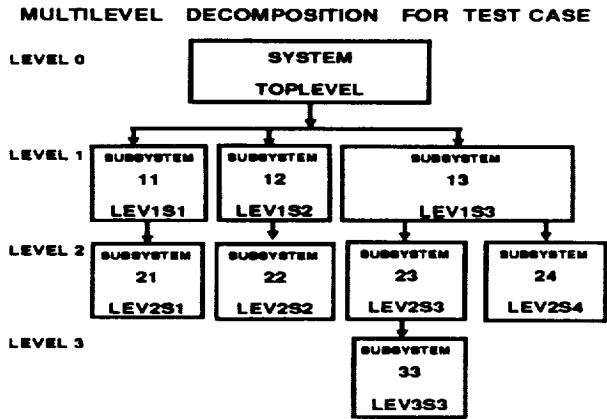 MULTILEVEL DECOMPOSITION FOR TEST CASE
LEVEL 0
SYSTEM
TOPLEVEL
LEVEL 1
SUBSYSTEM
11
LEV1S1
SUBSYSTEM
12
LEV1S2
SUBSYSTEM
13
LEV1S3
LEVEL 2
SUBSYSTEM
21
LEV2S1
SUBSYSTEM
22
LEV2S2
SUBSYSTEM
23
LEV2S3
SUBSYSTEM
24
LEV2S4
LEVEL 3
SUBSYSTEM
33
LEV3S3